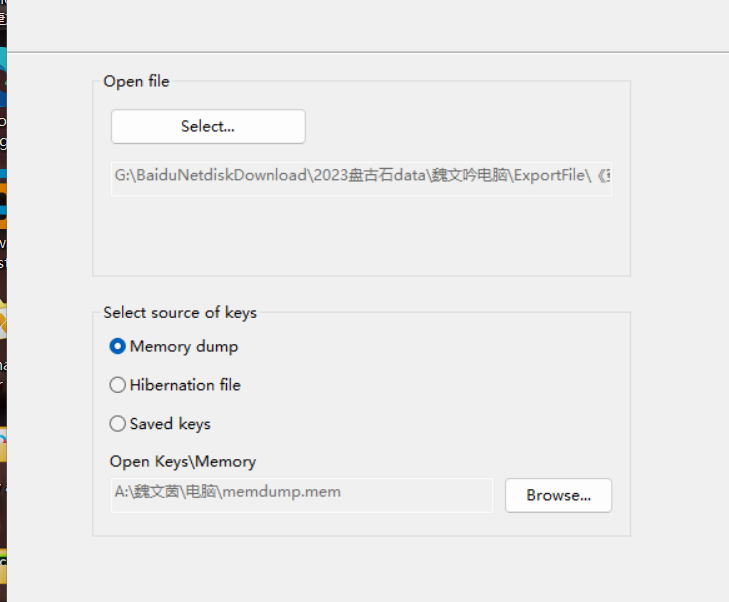 Open file
Select...
G:\BaiduNetdiskDownload\2023盘古石data\魏文吟电脑\ExportFile\《
Select source of keys
Memory dump
Hibernation file
Saved keys
Open Keys\Memory
A:\魏文茵\电脑\memdump.mem
Browse...